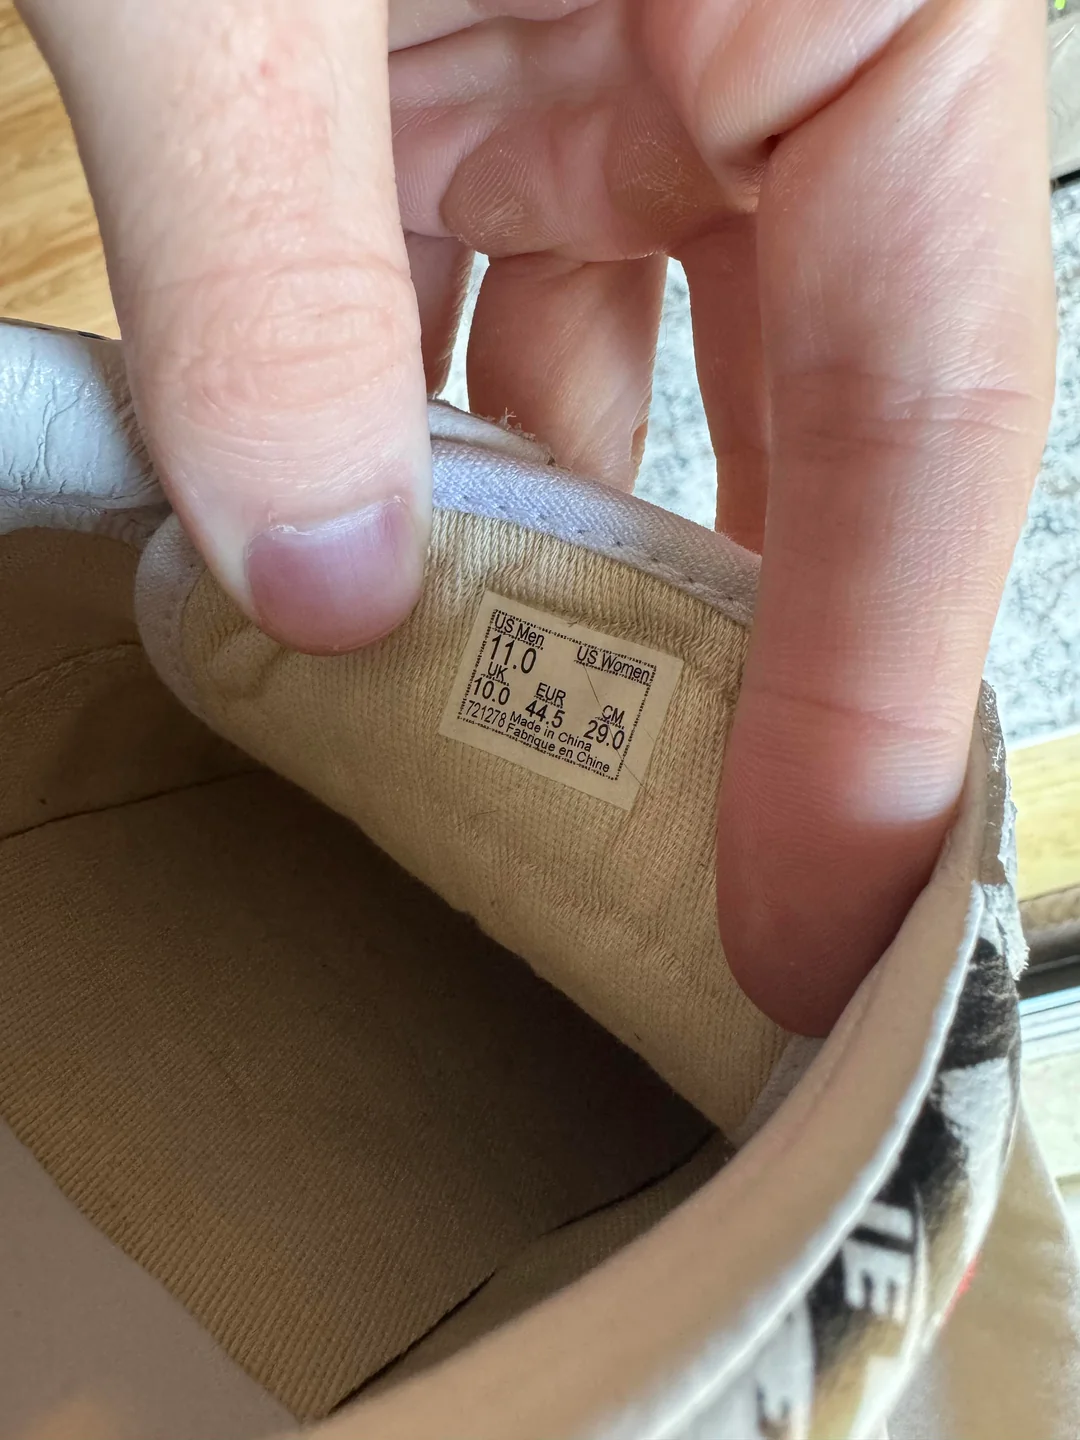 US Men
11.0
US Women
UK
10.0
EUR
44.5
CM
29.0
721278
Made in China
Fabrique en Chine